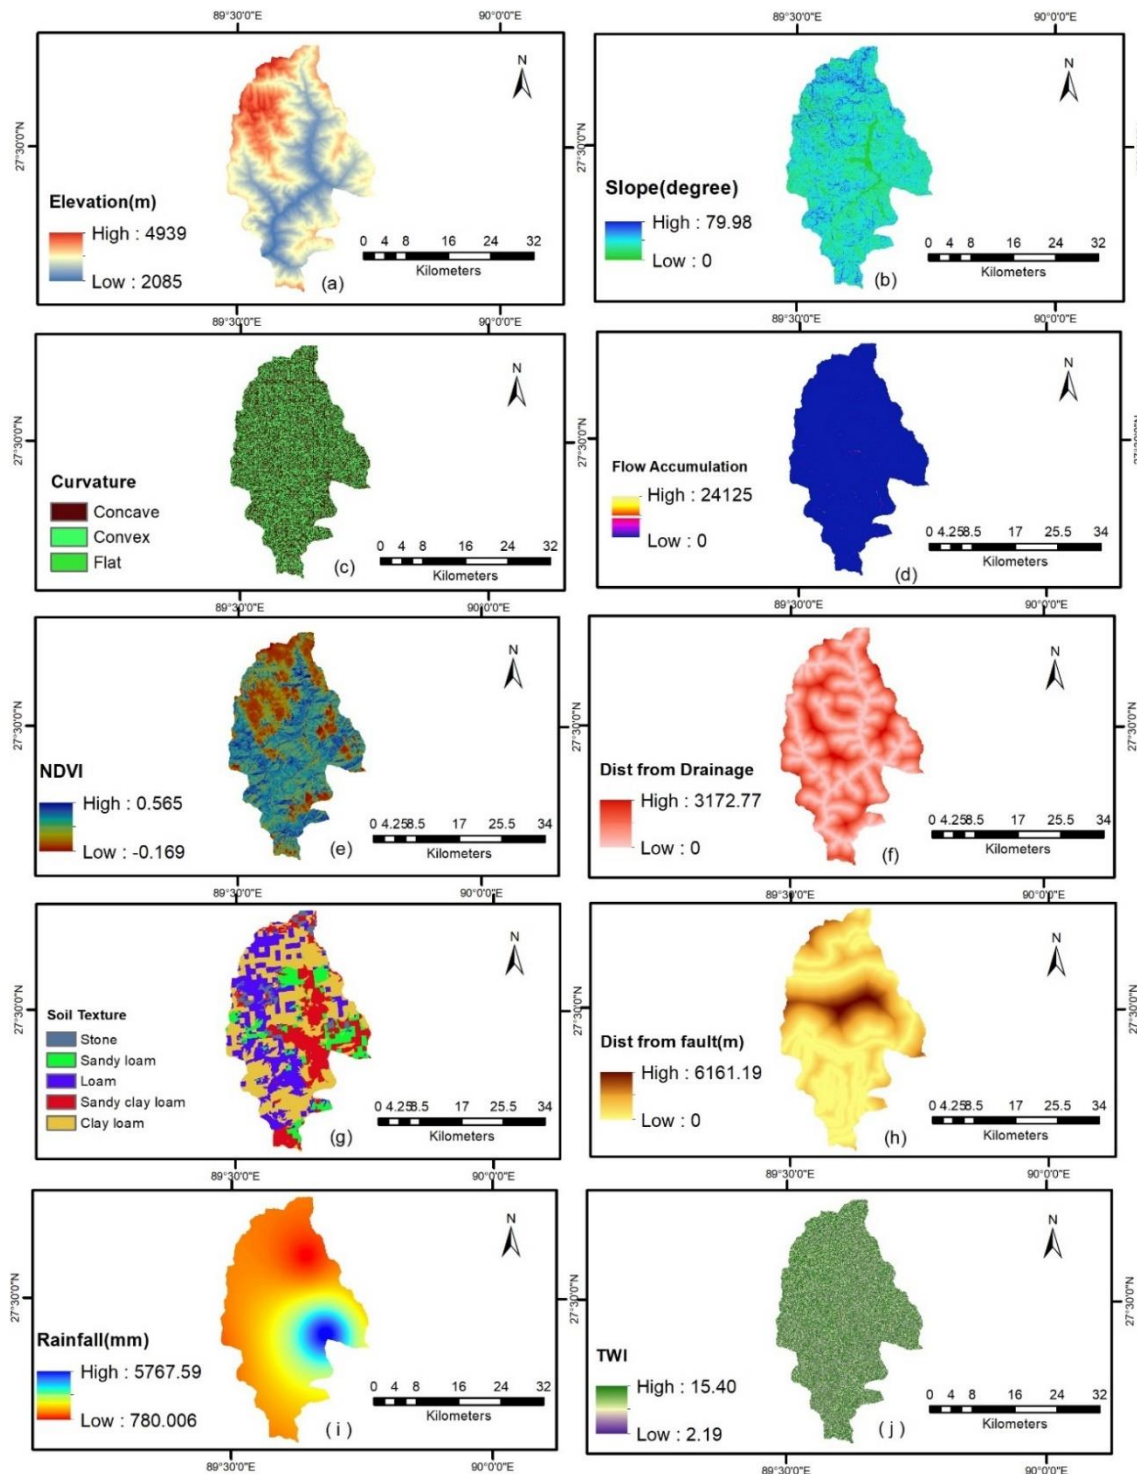 89°30'0"E 90°0'0"E
27°30'0"N
N
Elevation(m)
High : 4939
Low : 2085
0 4 8 16 24 32
Kilometers
(a)
89°30'0"E 90°0'0"E
27°30'0"N
N
Slope(degree)
High : 79.98
Low : 0
0 4 8 16 24 32
Kilometers
(b)
89°30'0"E 90°0'0"E
27°30'0"N
N
Curvature
Concave
Convex
Flat
0 4 8 16 24 32
Kilometers
(c)
89°30'0"E 90°0'0"E
27°30'0"N
N
Flow Accumulation
High : 24125
Low : 0
0 4.25 8.5 17 25.5 34
Kilometers
(d)
89°30'0"E 90°0'0"E
27°30'0"N
N
NDVI
High : 0.565
Low : -0.169
0 4.25 8.5 17 25.5 34
Kilometers
(e)
89°30'0"E 90°0'0"E
27°30'0"N
N
Dist from Drainage
High : 3172.77
Low : 0
0 4.25 8.5 17 25.5 34
Kilometers
(f)
89°30'0"E 90°0'0"E
27°30'0"N
N
Soil Texture
Stone
Sandy loam
Loam
Sandy clay loam
Clay loam
0 4.25 8.5 17 25.5 34
Kilometers
(g)
89°30'0"E 90°0'0"E
27°30'0"N
N
Dist from fault(m)
High : 6161.19
Low : 0
0 4.25 8.5 17 25.5 34
Kilometers
(h)
89°30'0"E 90°0'0"E
27°30'0"N
N
Rainfall(mm)
High : 5767.59
Low : 780.006
0 4 8 16 24 32
Kilometers
( i )
89°30'0"E 90°0'0"E
27°30'0"N
N
TWI
High : 15.40
Low : 2.19
0 4 8 16 24 32
Kilometers
( j )